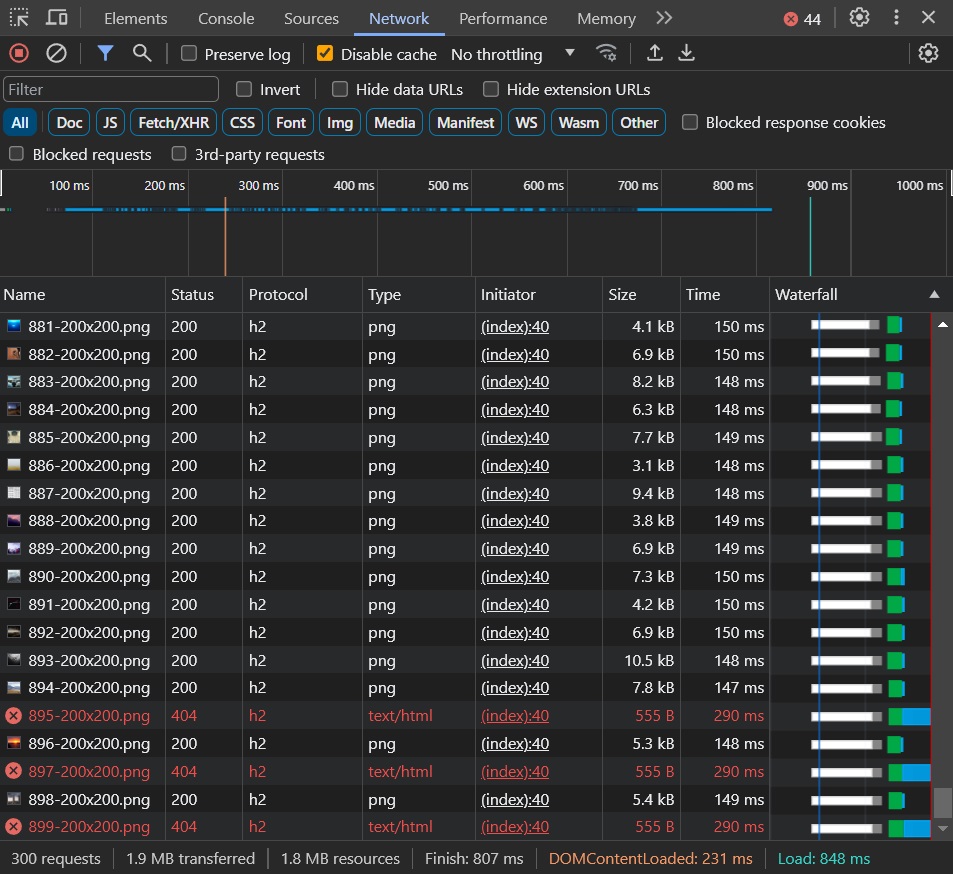 Elements Console Sources Network Performance Memory 44
Preserve log Disable cache No throttling
Filter Invert Hide data URLs Hide extension URLs
All Doc JS Fetch/XHR CSS Font Img Media Manifest WS Wasm Other Blocked response cookies
Blocked requests 3rd-party requests
100 ms 200 ms 300 ms 400 ms 500 ms 600 ms 700 ms 800 ms 900 ms 1000 ms
Name Status Protocol Type Initiator Size Time Waterfall
881-200x200.png 200 h2 png (index):40 4.1 kB 150 ms
882-200x200.png 200 h2 png (index):40 6.9 kB 150 ms
883-200x200.png 200 h2 png (index):40 8.2 kB 148 ms
884-200x200.png 200 h2 png (index):40 6.3 kB 148 ms
885-200x200.png 200 h2 png (index):40 7.7 kB 149 ms
886-200x200.png 200 h2 png (index):40 3.1 kB 148 ms
887-200x200.png 200 h2 png (index):40 9.4 kB 148 ms
888-200x200.png 200 h2 png (index):40 3.8 kB 149 ms
889-200x200.png 200 h2 png (index):40 6.9 kB 149 ms
890-200x200.png 200 h2 png (index):40 7.3 kB 150 ms
891-200x200.png 200 h2 png (index):40 4.2 kB 150 ms
892-200x200.png 200 h2 png (index):40 6.9 kB 150 ms
893-200x200.png 200 h2 png (index):40 10.5 kB 148 ms
894-200x200.png 200 h2 png (index):40 7.8 kB 147 ms
895-200x200.png 404 h2 text/html (index):40 555 B 290 ms
896-200x200.png 200 h2 png (index):40 5.3 kB 148 ms
897-200x200.png 404 h2 text/html (index):40 555 B 290 ms
898-200x200.png 200 h2 png (index):40 5.4 kB 149 ms
899-200x200.png 404 h2 text/html (index):40 555 B 290 ms
300 requests 1.9 MB transferred 1.8 MB resources Finish: 807 ms DOMContentLoaded: 231 ms Load: 848 ms